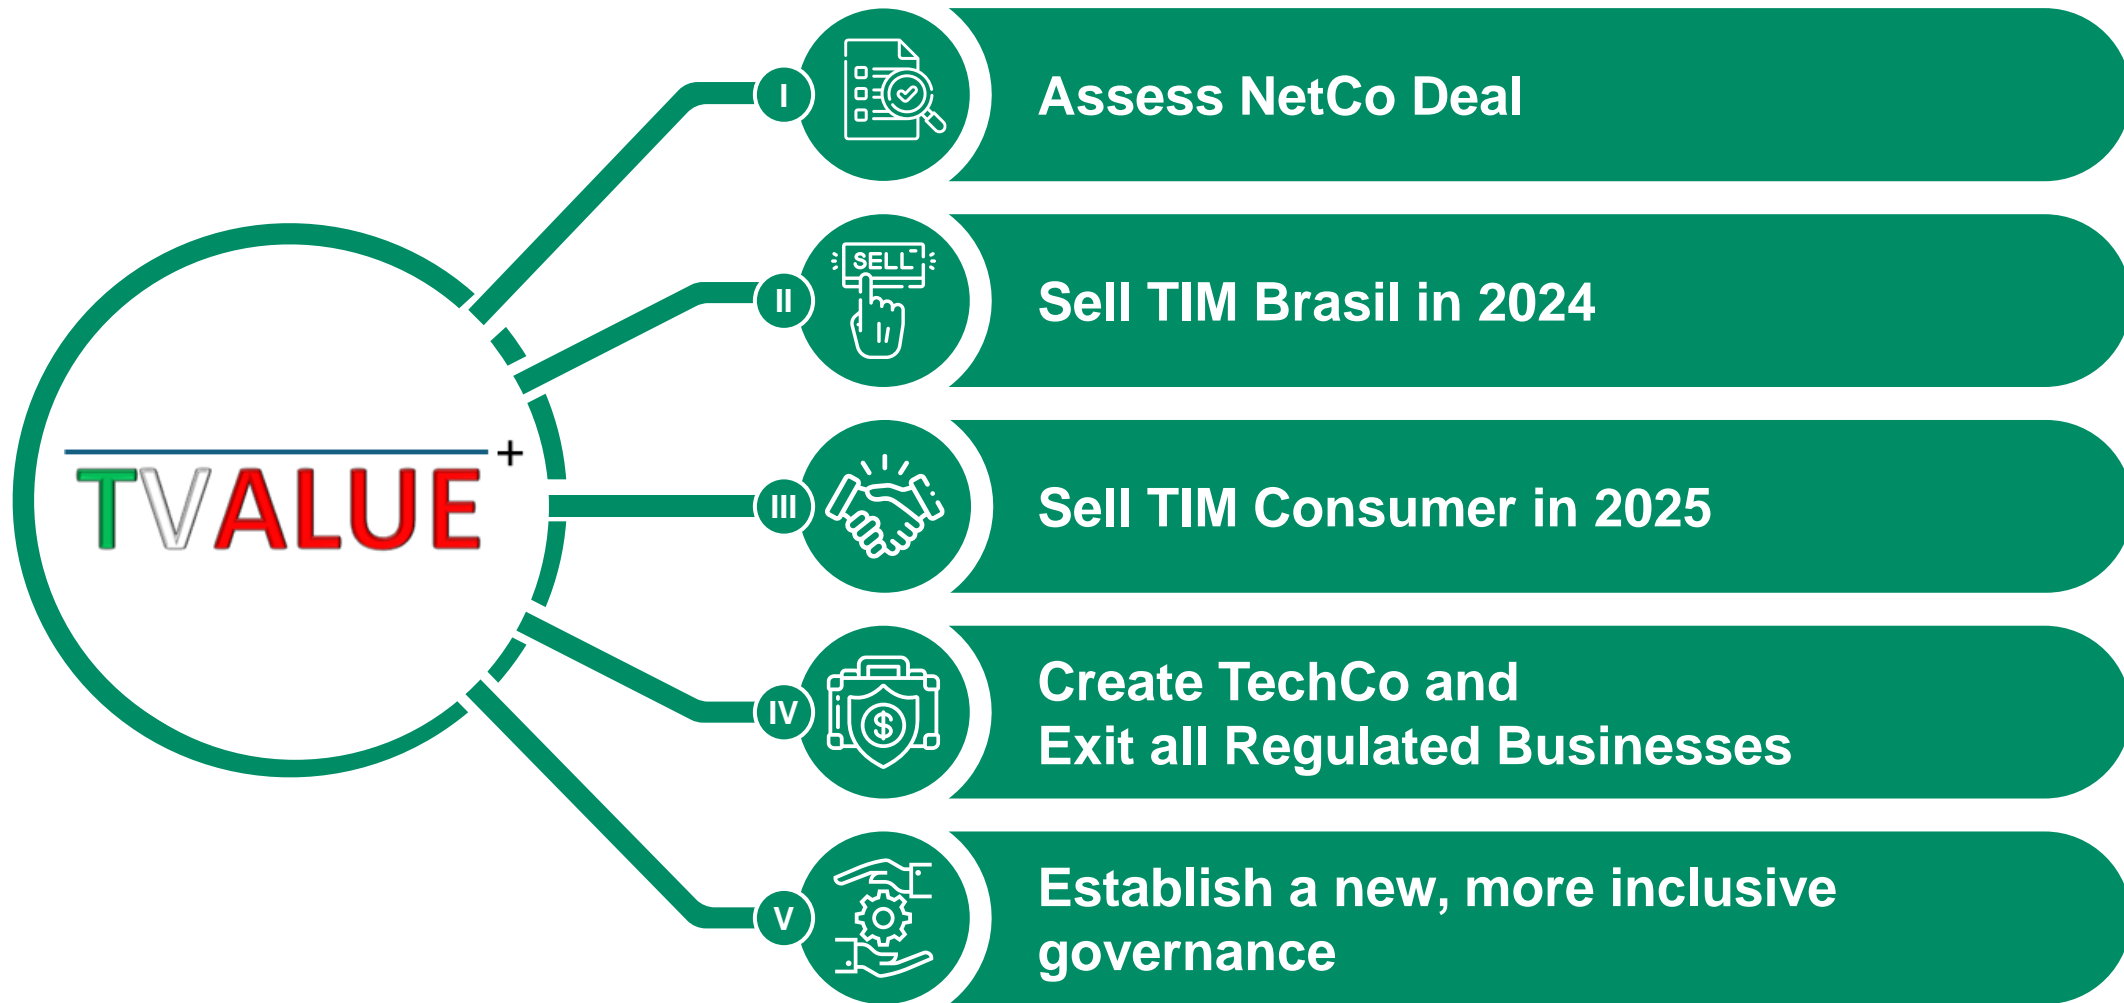 TVALUE+
I
Assess NetCo Deal
II
SELL
Sell TIM Brasil in 2024
III
Sell TIM Consumer in 2025
IV
$
Create TechCo and
Exit all Regulated Businesses
V
Establish a new, more inclusive
governance